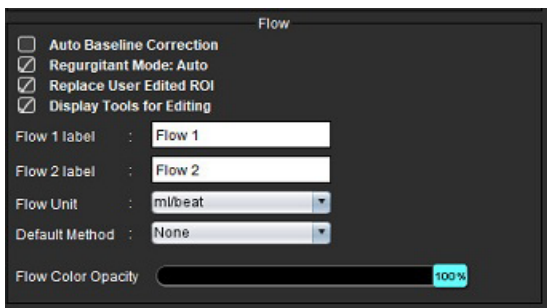 Flow
Auto Baseline Correction
Regurgitant Mode: Auto
Replace User Edited ROI
Display Tools for Editing
Flow 1 label : Flow 1
Flow 2 label : Flow 2
Flow Unit : ml/beat
Default Method : None
Flow Color Opacity 100%